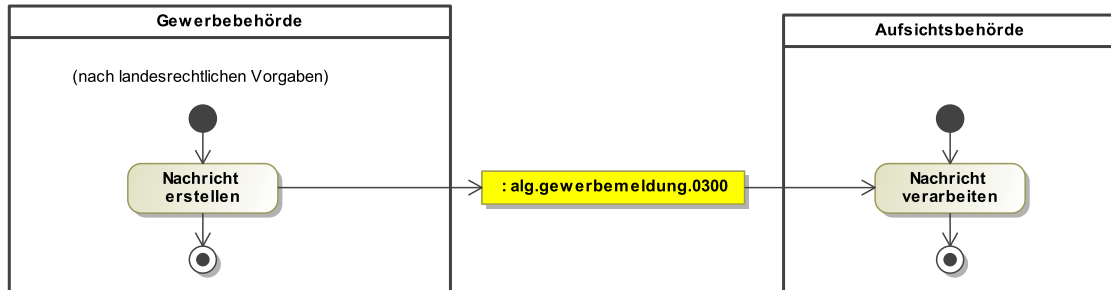 Gewerbebehörde
Aufsichtsbehörde
(nach landesrechtlichen Vorgaben)
Nachricht
erstellen
: alg.gewerbemeldung.0300
Nachricht
verarbeiten